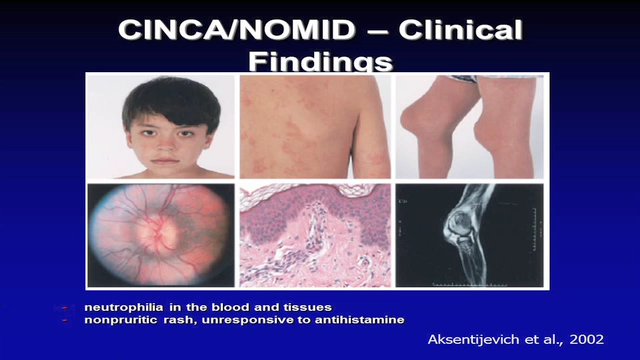 CINCA/NOMID – Clinical
Findings
- neutrophilia in the blood and tissues
- nonpruritic rash, unresponsive to antihistamine
Aksentijevich et al., 2002